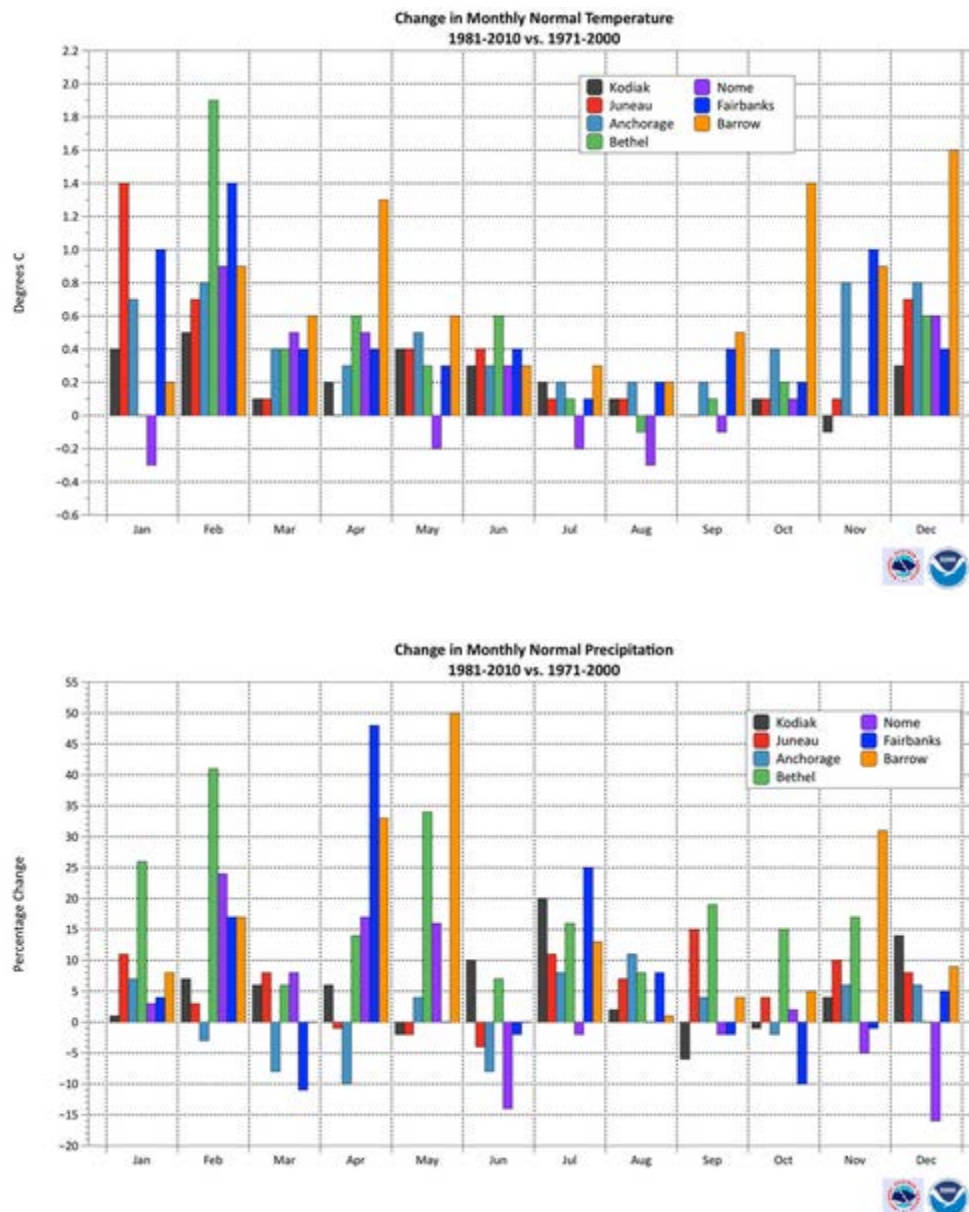 Change in Monthly Normal Temperature
1981-2010 vs. 1971-2000
2.2
2.0
1.8
1.6
1.4
1.2
1.0
0.8
0.6
0.4
0.2
0
−0.2
−0.4
−0.6
Degrees C
Kodiak Nome
Juneau Fairbanks
Anchorage Barrow
Bethel
Jan Feb Mar Apr May Jun Jul Aug Sep Oct Nov Dec
Change in Monthly Normal Precipitation
1981-2010 vs. 1971-2000
55
50
45
40
35
30
25
20
15
10
5
0
−5
−10
−15
−20
Percentage Change
Kodiak Nome
Juneau Fairbanks
Anchorage Barrow
Bethel
Jan Feb Mar Apr May Jun Jul Aug Sep Oct Nov Dec